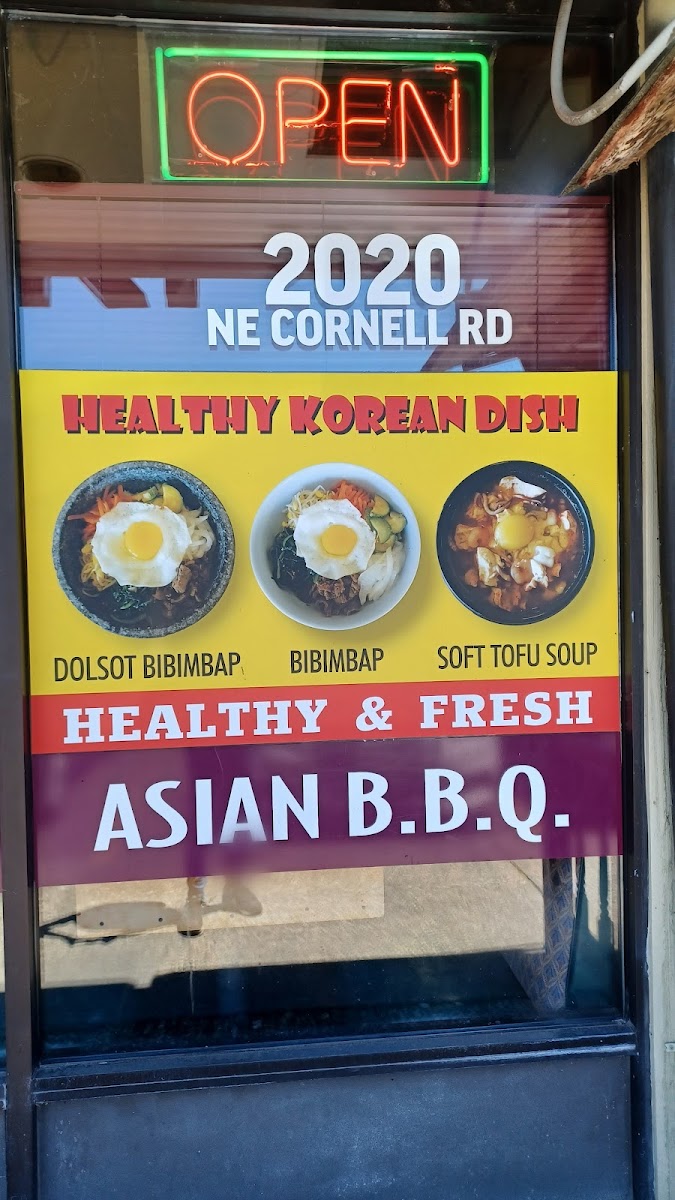 OPEN
2020
NE CORNELL RD
HEALTHY KOREAN DISH
DOLSOT BIBIMBAP BIBIMBAP SOFT TOFU SOUP
HEALTHY & FRESH
ASIAN B.B.Q.